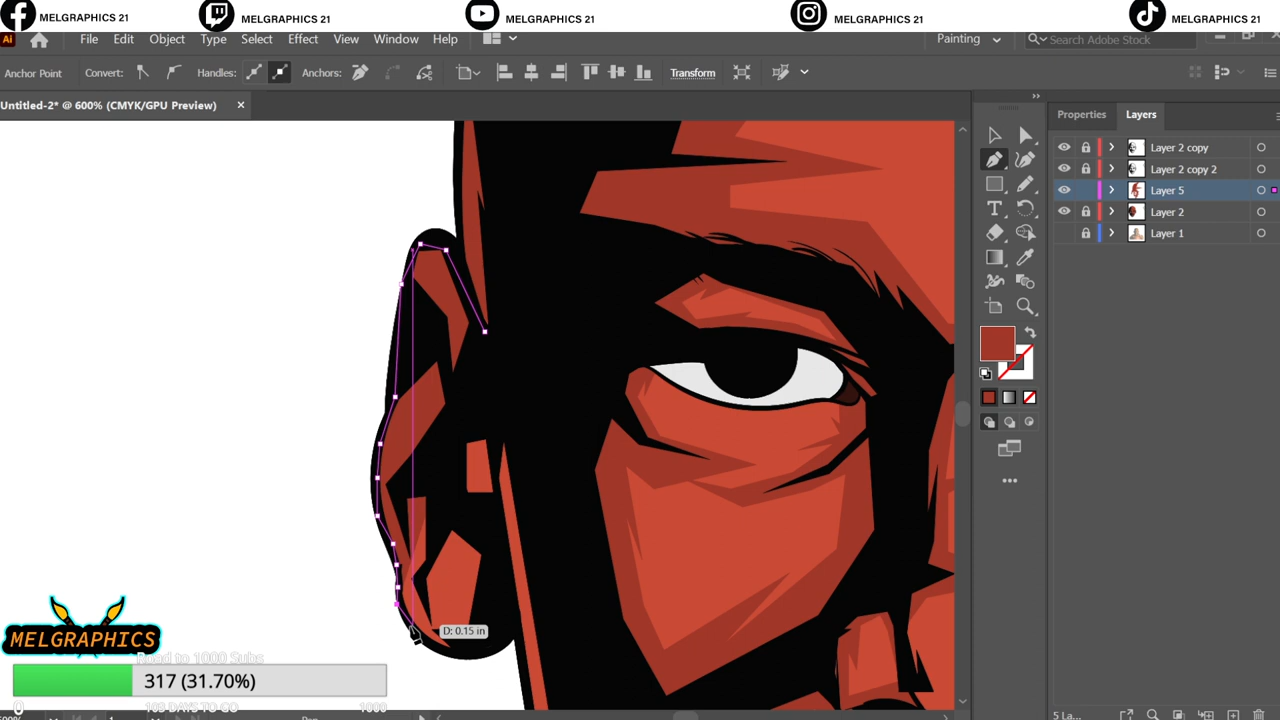 MELGRAPHICS 21
MELGRAPHICS 21
MELGRAPHICS 21
MELGRAPHICS 21
MELGRAPHICS 21
Ai File Edit Object Type Select Effect View Window Help Painting Search Adobe Stock
Anchor Point Convert: Handles: Anchors: Transform
Untitled-2* @ 600% (CMYK/GPU Preview) ×
Properties Layers
Layer 2 copy
Layer 2 copy 2
Layer 5
Layer 2
Layer 1
D: 0.15 in
MELGRAPHICS
Road to 1000 Subs
317 (31.70%)
0 1000
5 La...